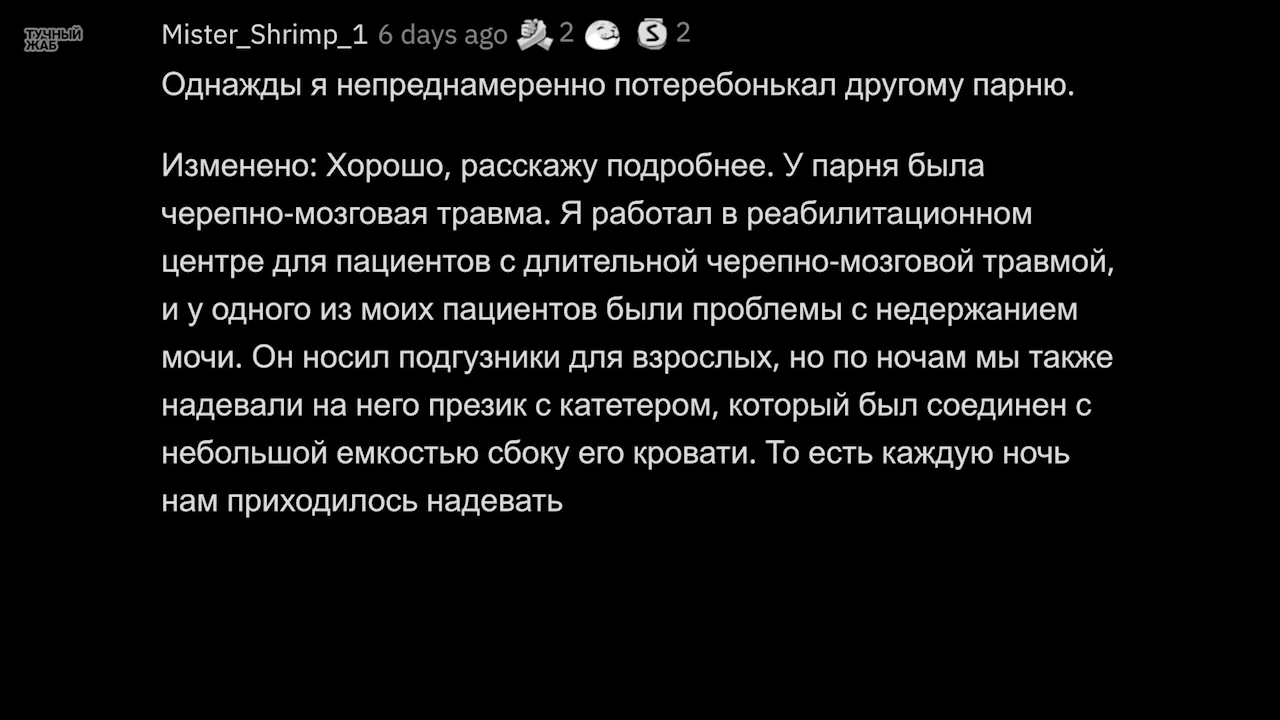 ТУЧНЫЙ
ЖАБ
Mister_Shrimp_1 6 days ago 2 2
Однажды я непреднамеренно потеребонькал другому парню.
Изменено: Хорошо, расскажу подробнее. У парня была
черепно-мозговая травма. Я работал в реабилитационном
центре для пациентов с длительной черепно-мозговой травмой,
и у одного из моих пациентов были проблемы с недержанием
мочи. Он носил подгузники для взрослых, но по ночам мы также
надевали на него презик с катетером, который был соединен с
небольшой емкостью сбоку его кровати. То есть каждую ночь
нам приходилось надевать